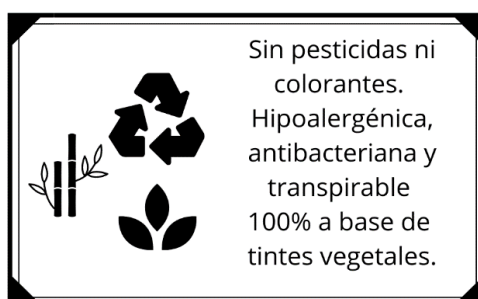 Sin pesticidas ni
colorantes.
Hipoalergénica,
antibacteriana y
transpirable
100% a base de
tintes vegetales.